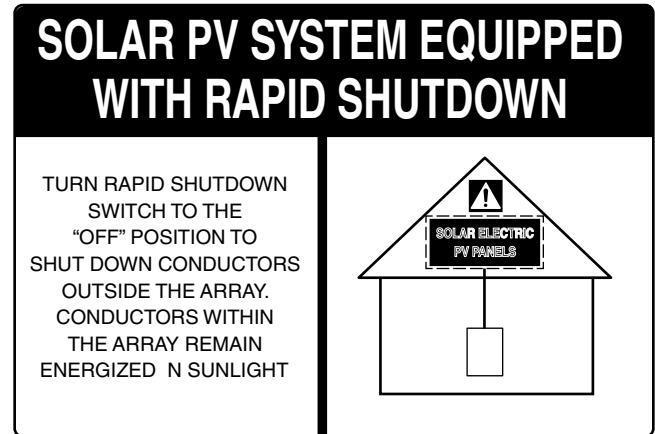 SOLAR PV SYSTEM EQUIPPED
WITH RAPID SHUTDOWN
TURN RAPID SHUTDOWN
SWITCH TO THE
“OFF” POSITION TO
SHUT DOWN CONDUCTORS
OUTSIDE THE ARRAY.
CONDUCTORS WITHIN
THE ARRAY REMAIN
ENERGIZED N SUNLIGHT
!
SOLAR ELECTRIC
PV PANELS